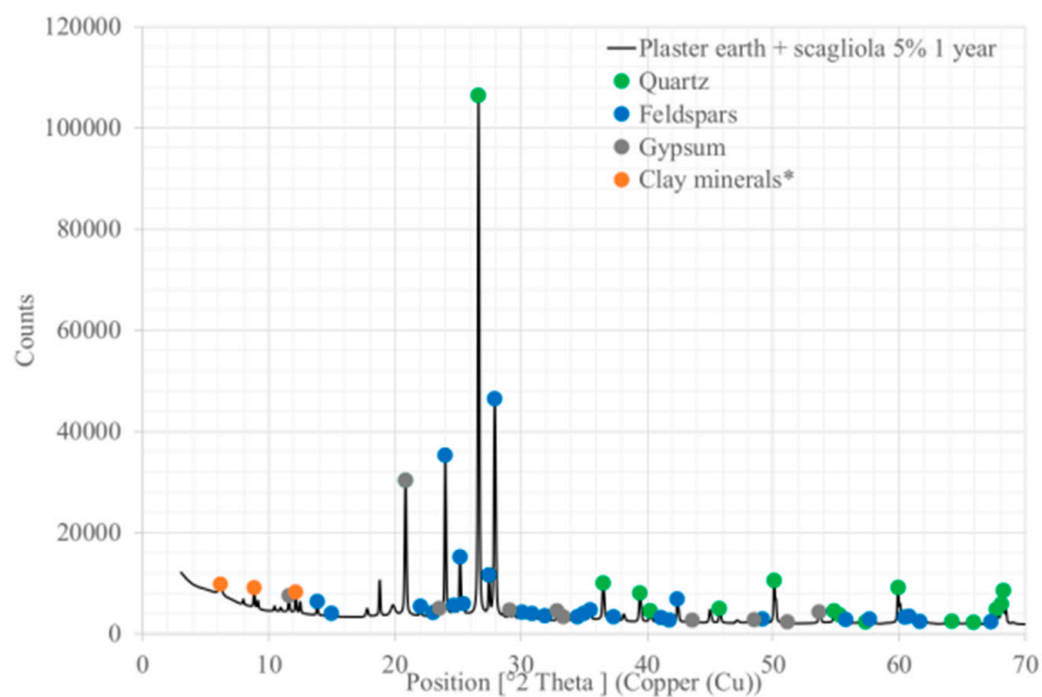 120000
100000
80000
60000
40000
20000
0
Counts
Plaster earth + scagliola 5% 1 year
Quartz
Feldspars
Gypsum
Clay minerals*
0 10 20 30 40 50 60 70
Position [°2 Theta ] (Copper (Cu))